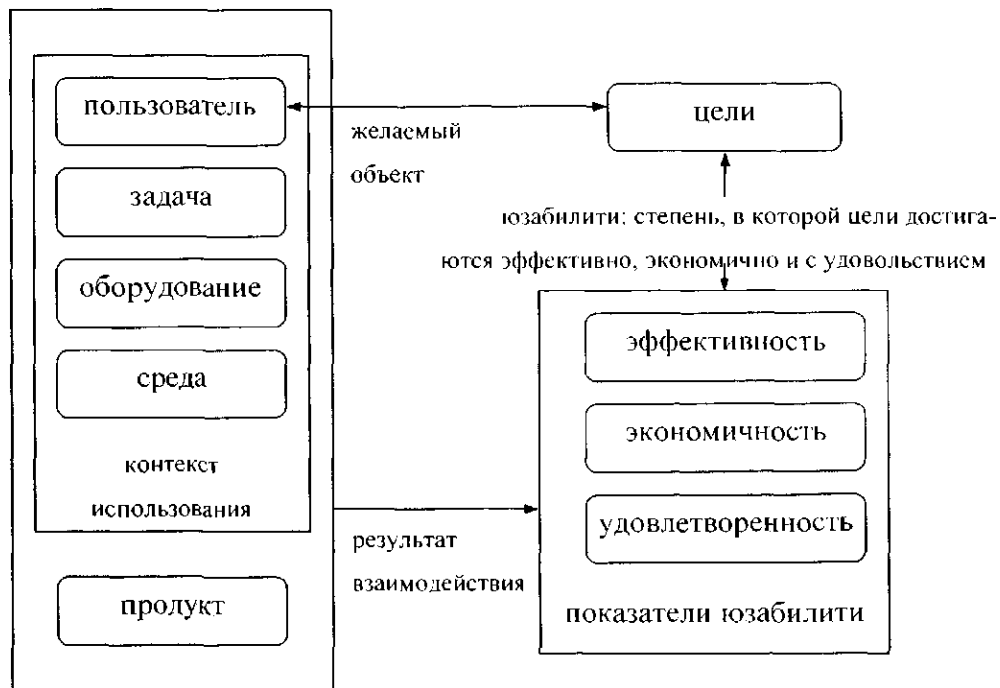 пользователь
задача
оборудование
среда
контекст
использования
продукт
желаемый
объект
цели
юзабилити: степень, в которой цели достига-
ются эффективно, экономично и с удовольствием
результат
взаимодействия
эффективность
экономичность
удовлетворенность
показатели юзабилити